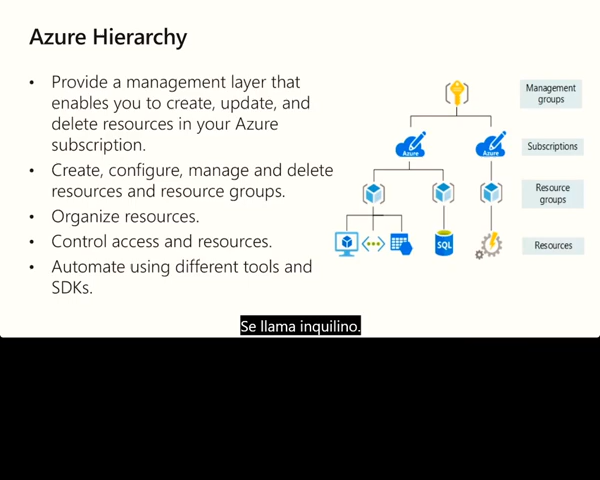 Azure Hierarchy
• Provide a management layer that
enables you to create, update, and
delete resources in your Azure
subscription.
• Create, configure, manage and delete
resources and resource groups.
• Organize resources.
• Control access and resources.
• Automate using different tools and
SDKs.
Management
groups
Azure
Azure
Subscriptions
Resource
groups
SQL
Resources
Se llama inquilino.